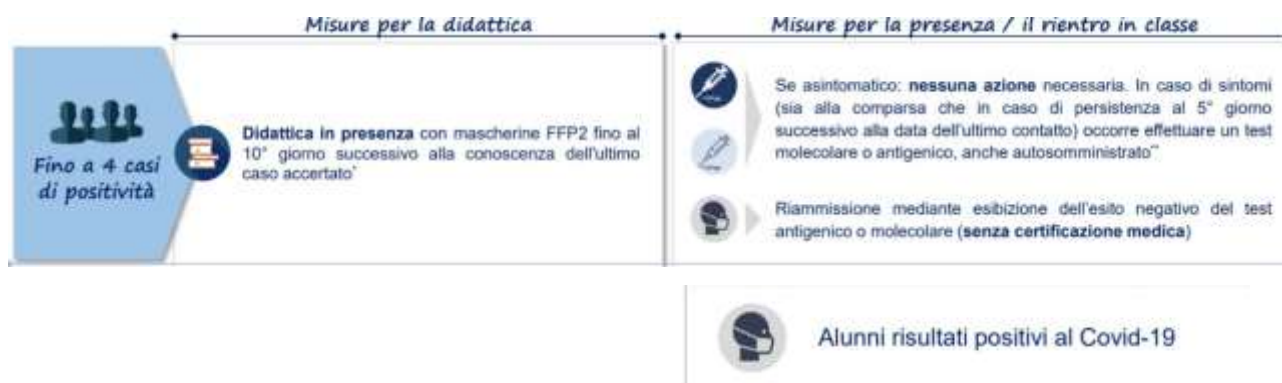 Misure per la didattica
Misure per la presenza / il rientro in classe
Fino a 4 casi
di positività
Didattica in presenza con mascherine FFP2 fino al
10° giorno successivo alla conoscenza dell'ultimo
caso accertato*
Se asintomatico: nessuna azione necessaria. In caso di sintomi
(sia alla comparsa che in caso di persistenza al 5° giorno
successivo alla data dell'ultimo contatto) occorre effettuare un test
molecolare o antigenico, anche autosomministrato**
Riammissione mediante esibizione dell'esito negativo del test
antigenico o molecolare (senza certificazione medica)
Alunni risultati positivi al Covid-19